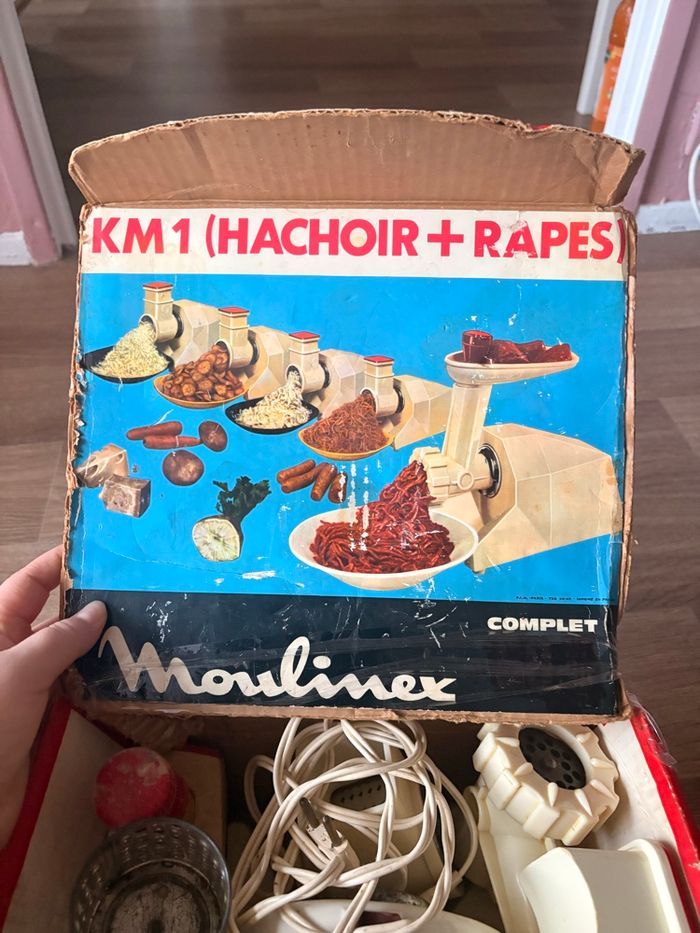 KM1 (HACHOIR + RAPES)
COMPLET
Moulinex